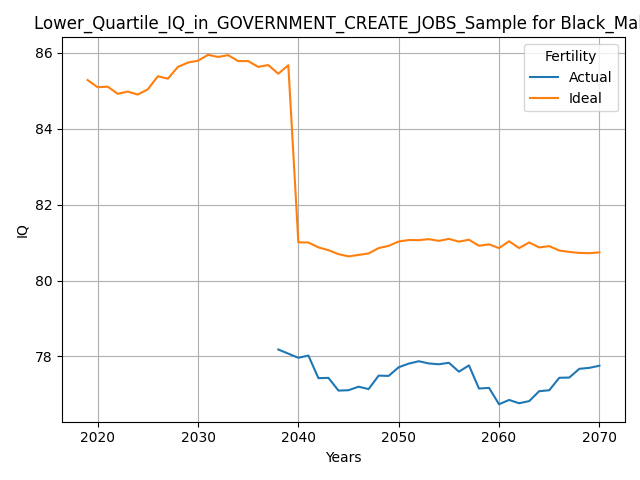 Lower_Quartile_IQ_in_GOVERNMENT_CREATE_JOBS_Sample for Black_Mal
Fertility
Actual
Ideal
86
84
82
80
78
IQ
2020 2030 2040 2050 2060 2070
Years